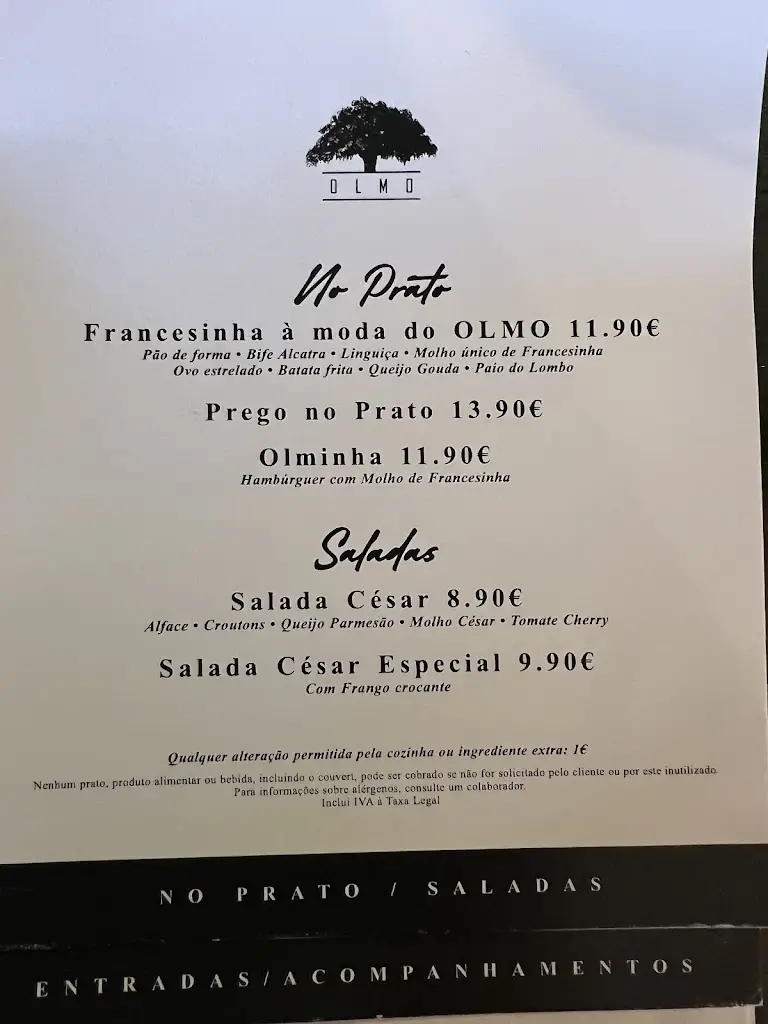 OLMO
No Prato
Francesinha à moda do OLMO 11.90€
Pão de forma • Bife Alcatra • Linguiça • Molho único de Francesinha
Ovo estrelado • Batata frita • Queijo Gouda • Paio do Lombo
Prego no Prato 13.90€
Olminha 11.90€
Hambúrguer com Molho de Francesinha
Saladas
Salada César 8.90€
Alface • Croutons • Queijo Parmesão • Molho César • Tomate Cherry
Salada César Especial 9.90€
Com Frango crocante
Qualquer alteração permitida pela cozinha ou ingrediente extra: 1€
Nenhum prato, produto alimentar ou bebida, incluindo o couvert, pode ser cobrado se não for solicitado pelo cliente ou por este inutilizado.
Para informações sobre alérgenos, consulte um colaborador.
Inclui IVA à Taxa Legal
NO PRATO / SALADAS
ENTRADAS/ACOMPANHAMENTOS